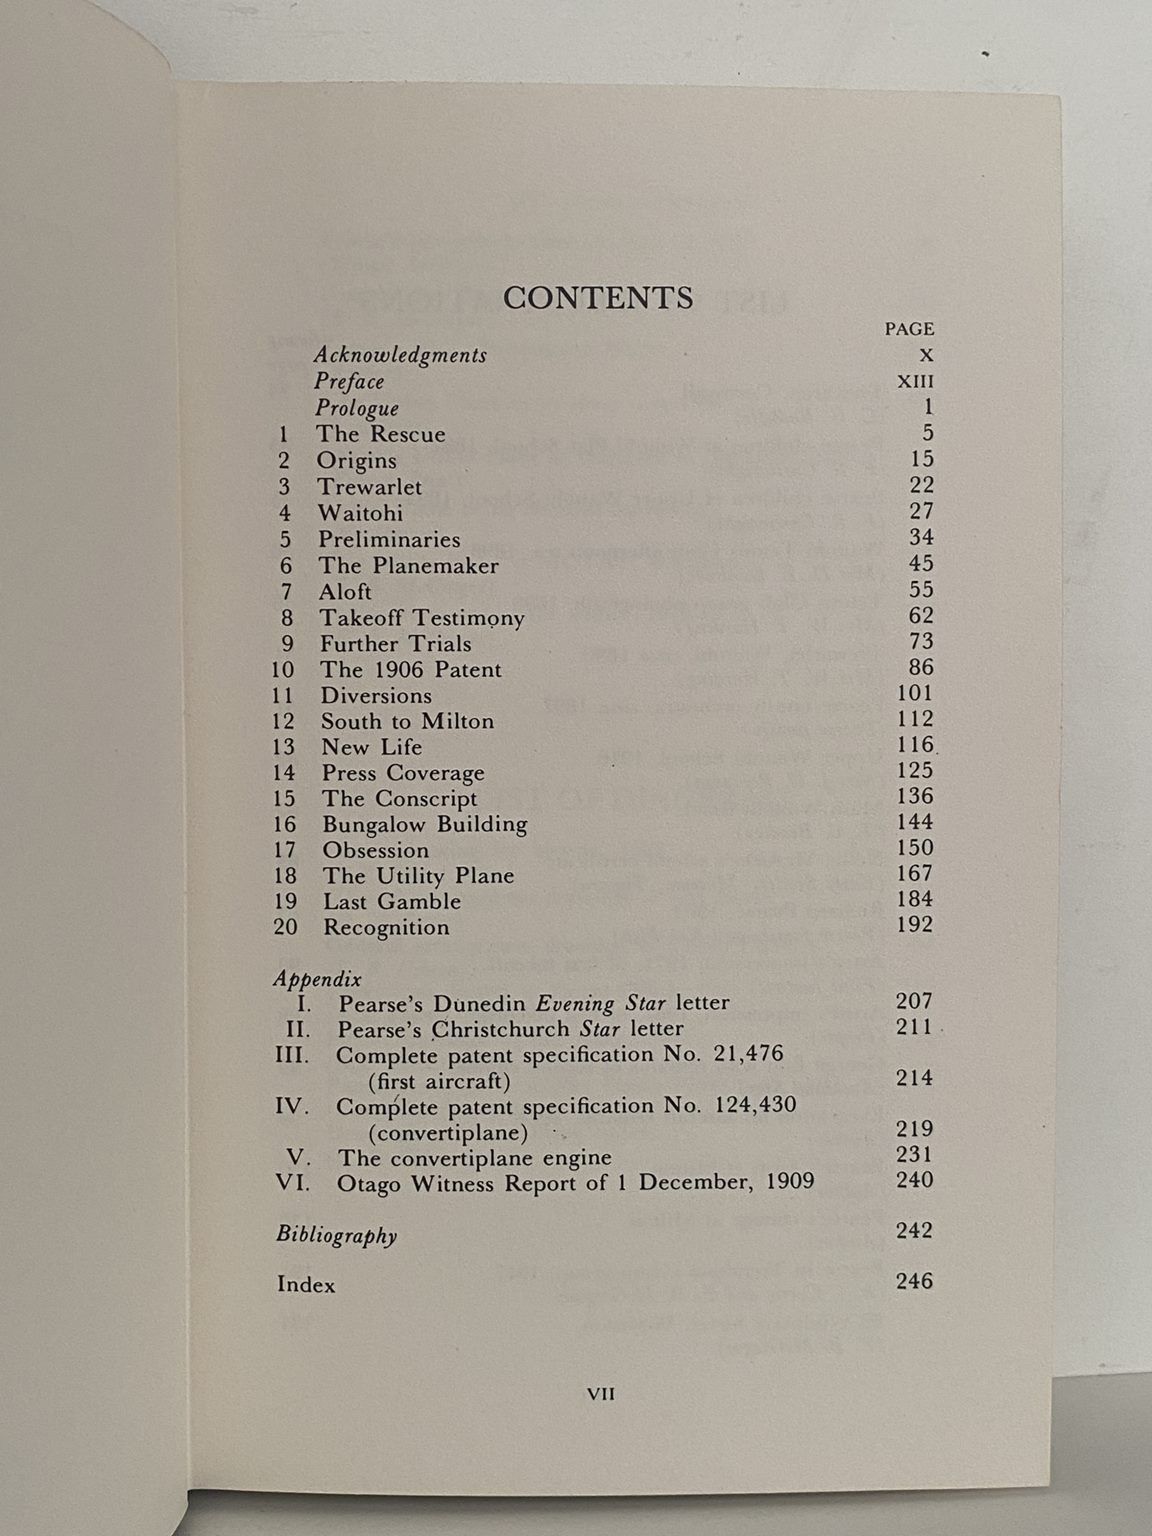 CONTENTS
PAGE
Acknowledgments X
Preface XIII
Prologue 1
1 The Rescue 5
2 Origins 15
3 Trewarlet 22
4 Waitohi 27
5 Preliminaries 34
6 The Planemaker 45
7 Aloft 55
8 Takeoff Testimony 62
9 Further Trials 73
10 The 1906 Patent 86
11 Diversions 101
12 South to Milton 112
13 New Life 116
14 Press Coverage 125
15 The Conscript 136
16 Bungalow Building 144
17 Obsession 150
18 The Utility Plane 167
19 Last Gamble 184
20 Recognition 192
Appendix
I. Pearse's Dunedin Evening Star letter 207
II. Pearse's Christchurch Star letter 211
III. Complete patent specification No. 21,476
(first aircraft) 214
IV. Complete patent specification No. 124,430
(convertiplane) 219
V. The convertiplane engine 231
VI. Otago Witness Report of 1 December, 1909 240
Bibliography 242
Index 246
VII